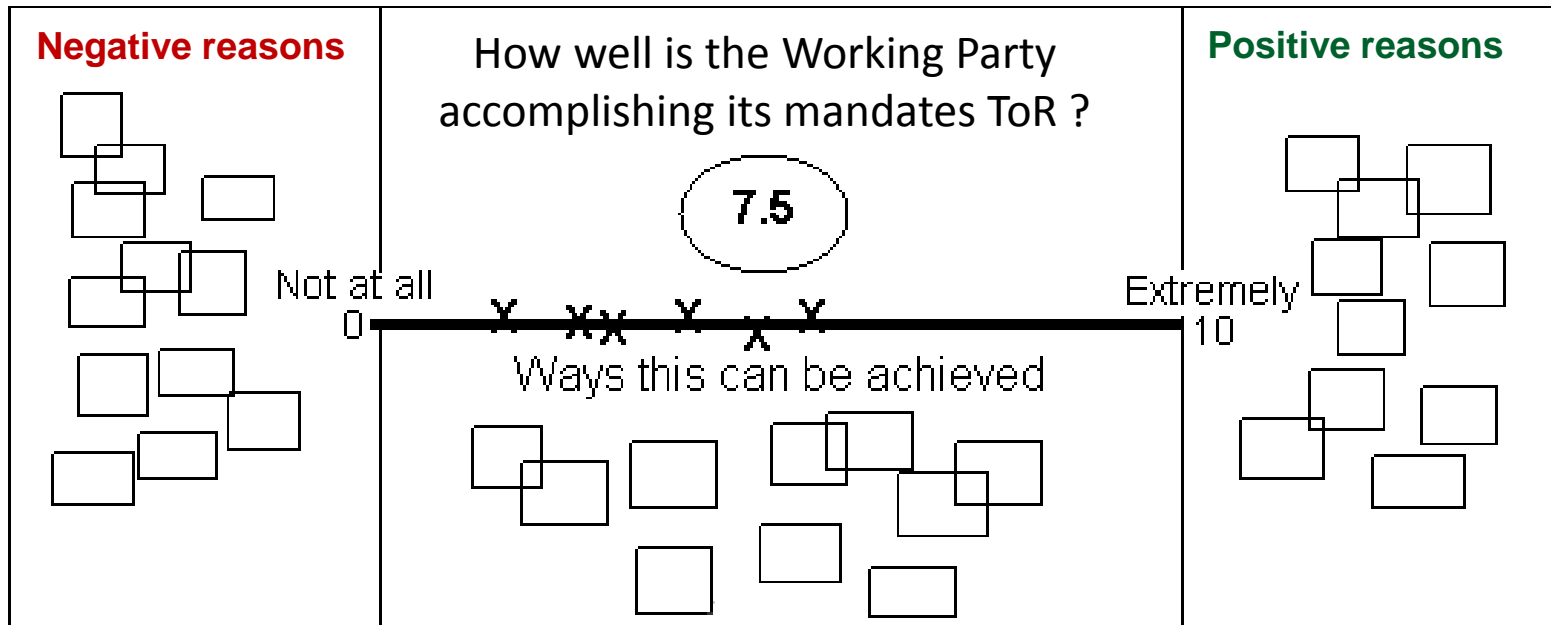 Negative reasons
How well is the Working Party
accomplishing its mandates ToR ?
Positive reasons
7.5
Not at all
0
Extremely
10
Ways this can be achieved